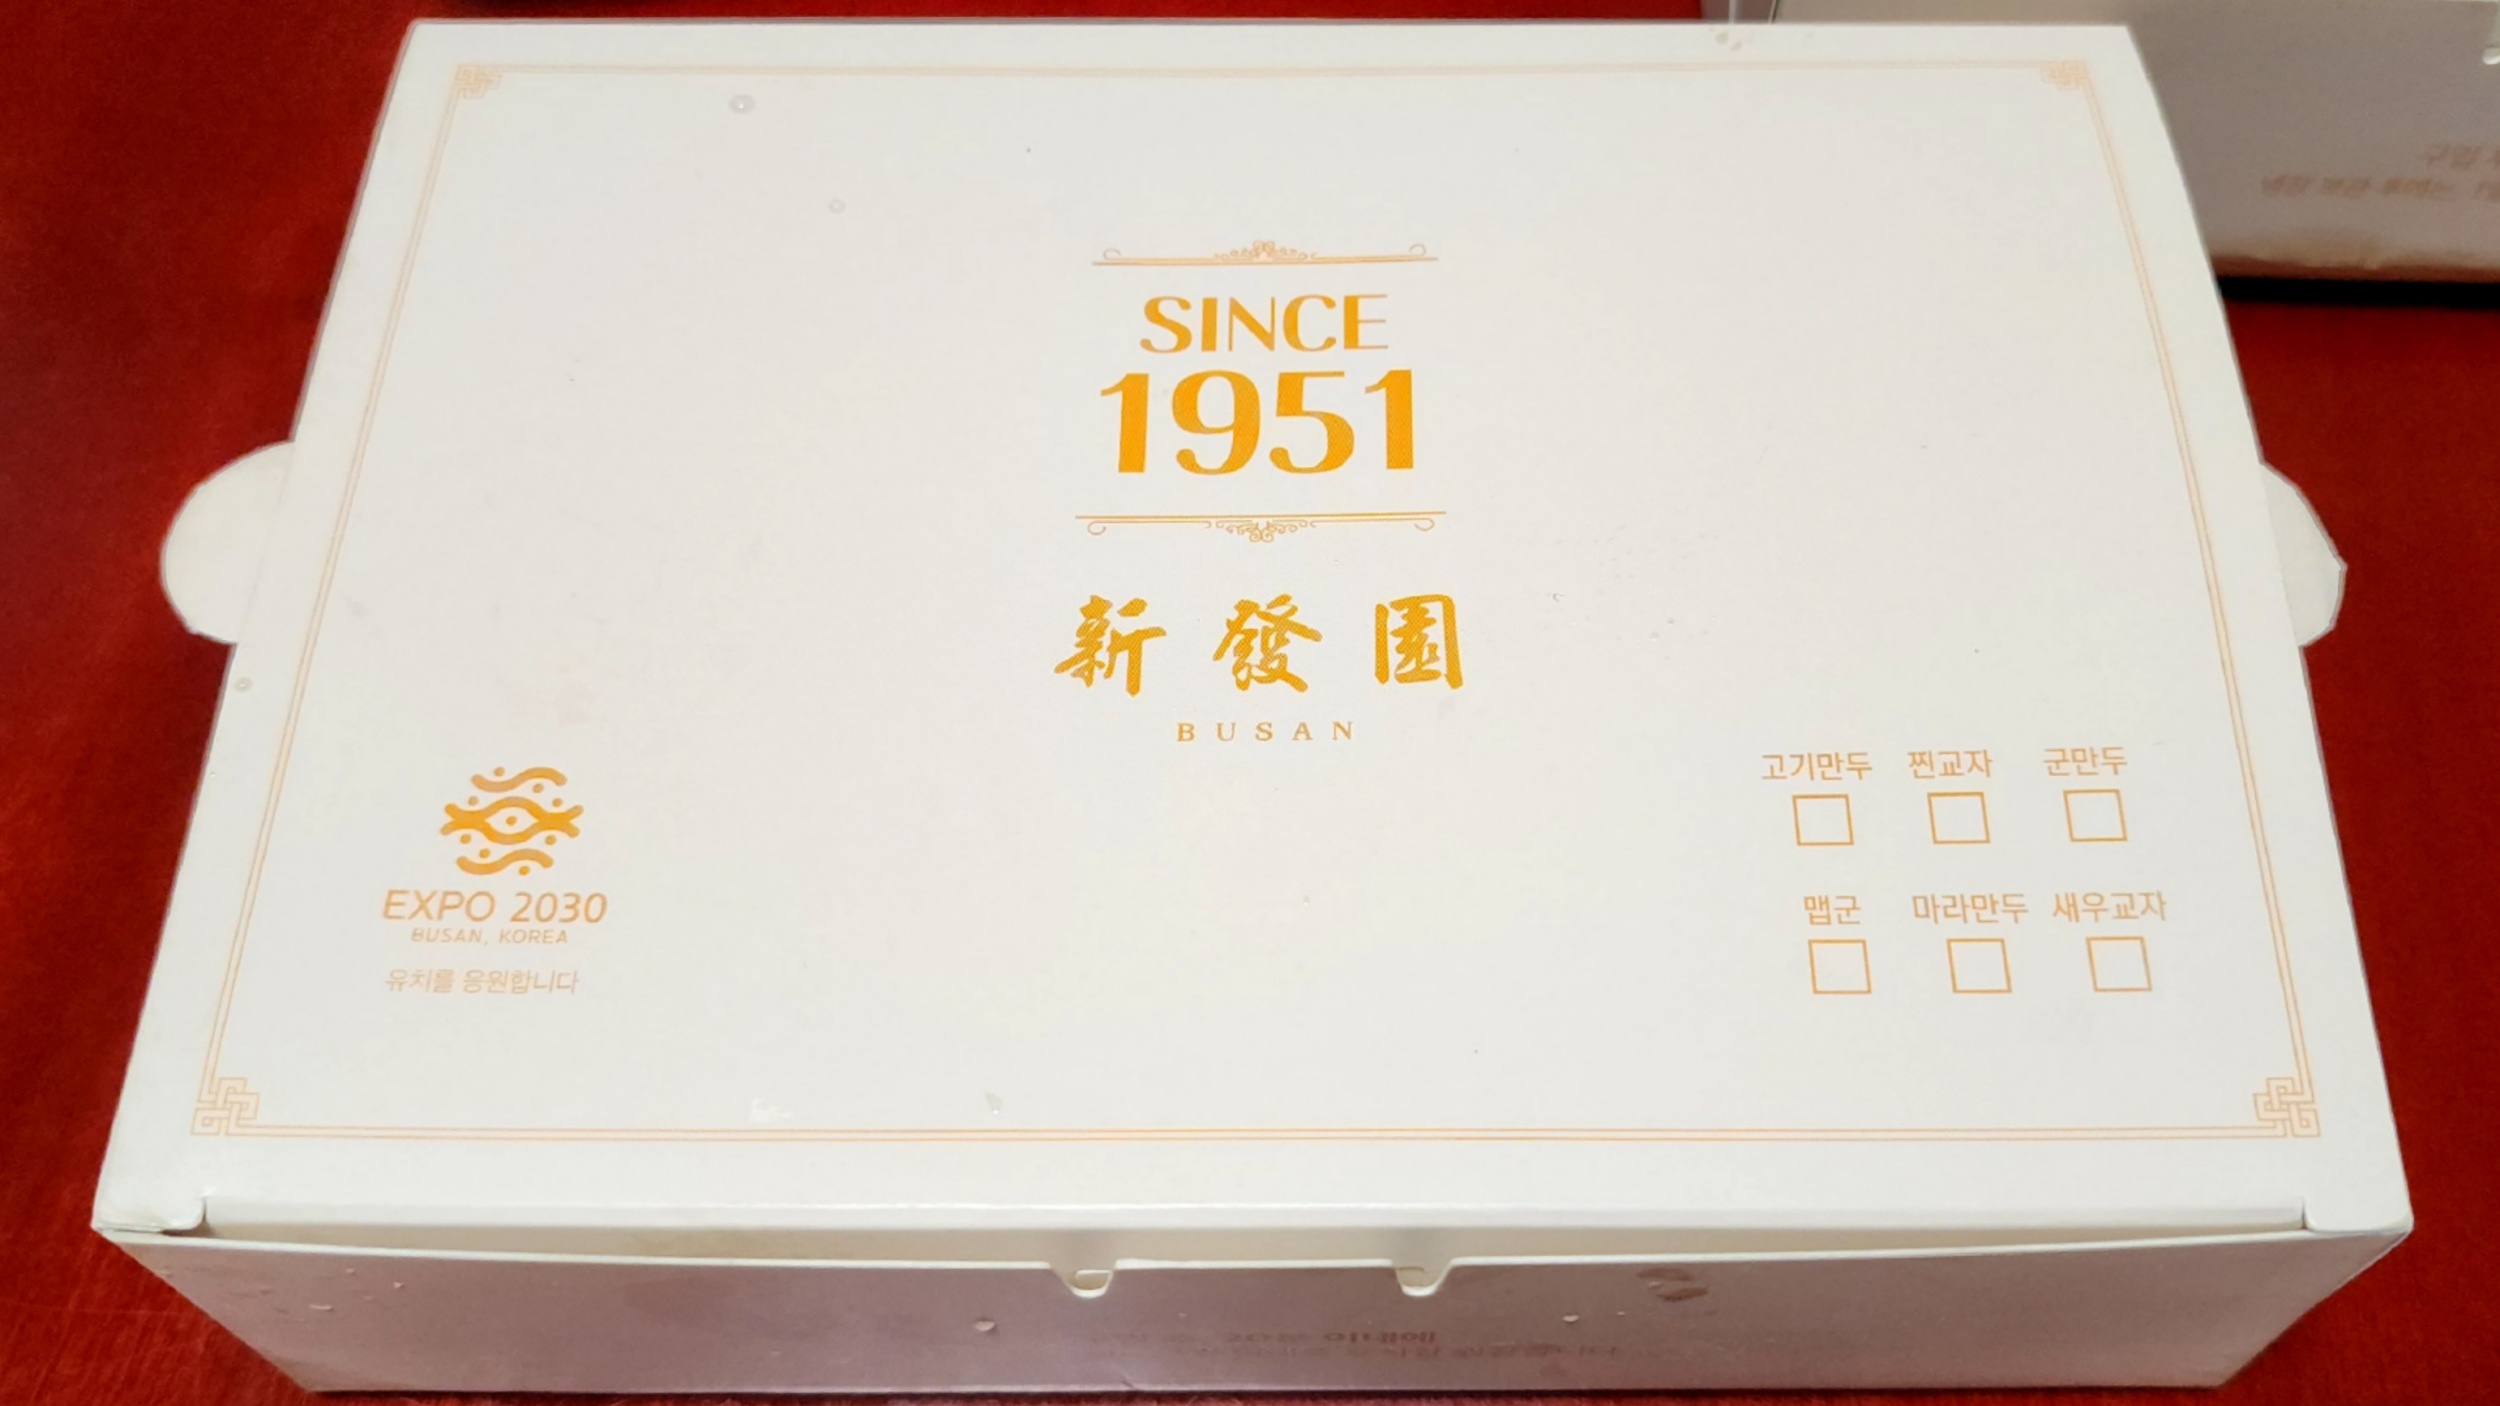 SINCE
1951
新發園
BUSAN
고기만두 찐교자 군만두
맵군 마라만두 새우교자
EXPO 2030
BUSAN, KOREA
유치를 응원합니다